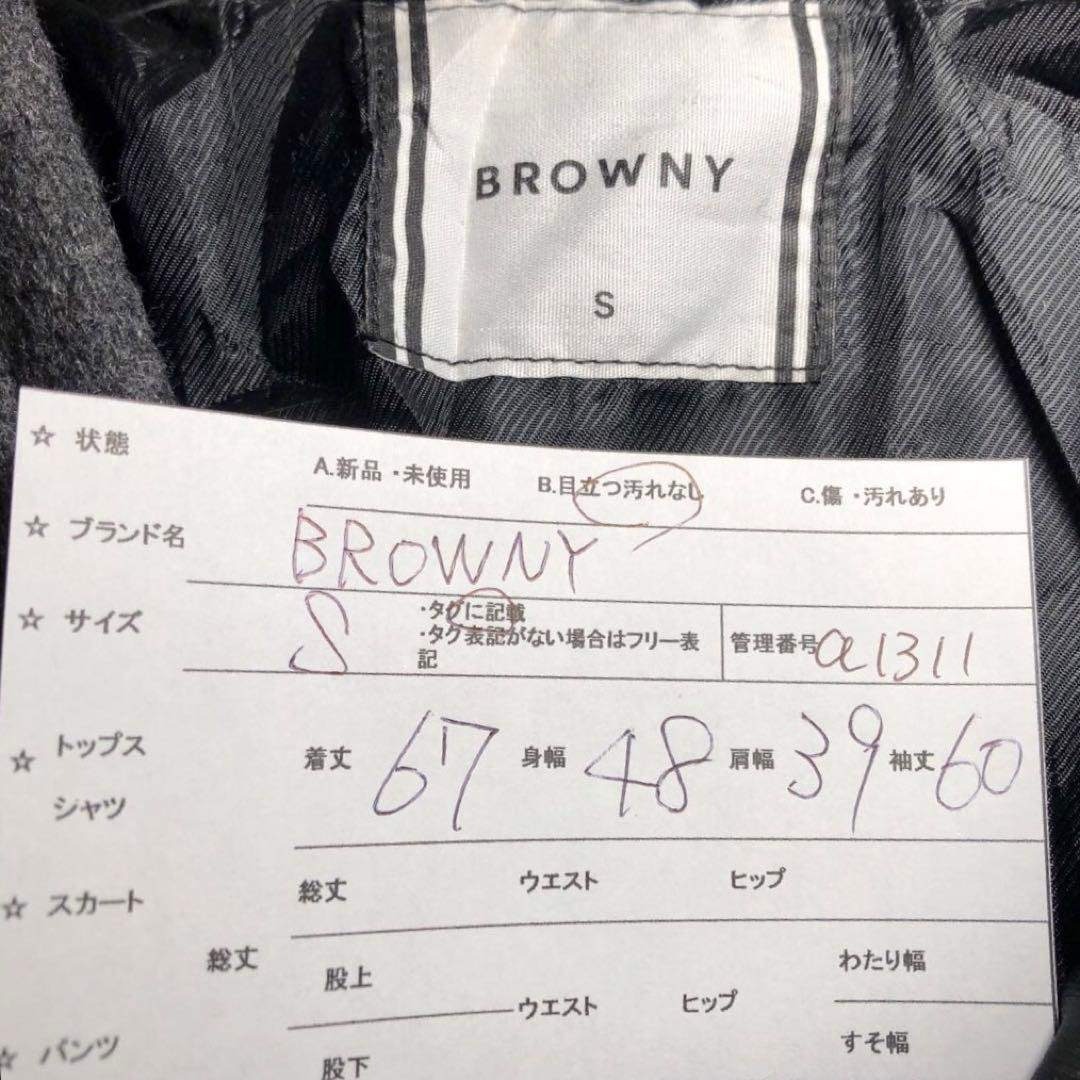 BROWNY
S
☆ 状態
A.新品・未使用 B.目立つ汚れなし C.傷・汚れあり
☆ ブランド名 BROWNY
☆ サイズ S ・タグに記載
・タグ表記がない場合はフリー表
記
管理番号 a1311
☆ トップス
シャツ
着丈 67 身幅 48 肩幅 39 袖丈 60
☆ スカート 総丈 ウエスト ヒップ
総丈 股上 わたり幅
ウエスト ヒップ
☆ パンツ 股下 すそ幅